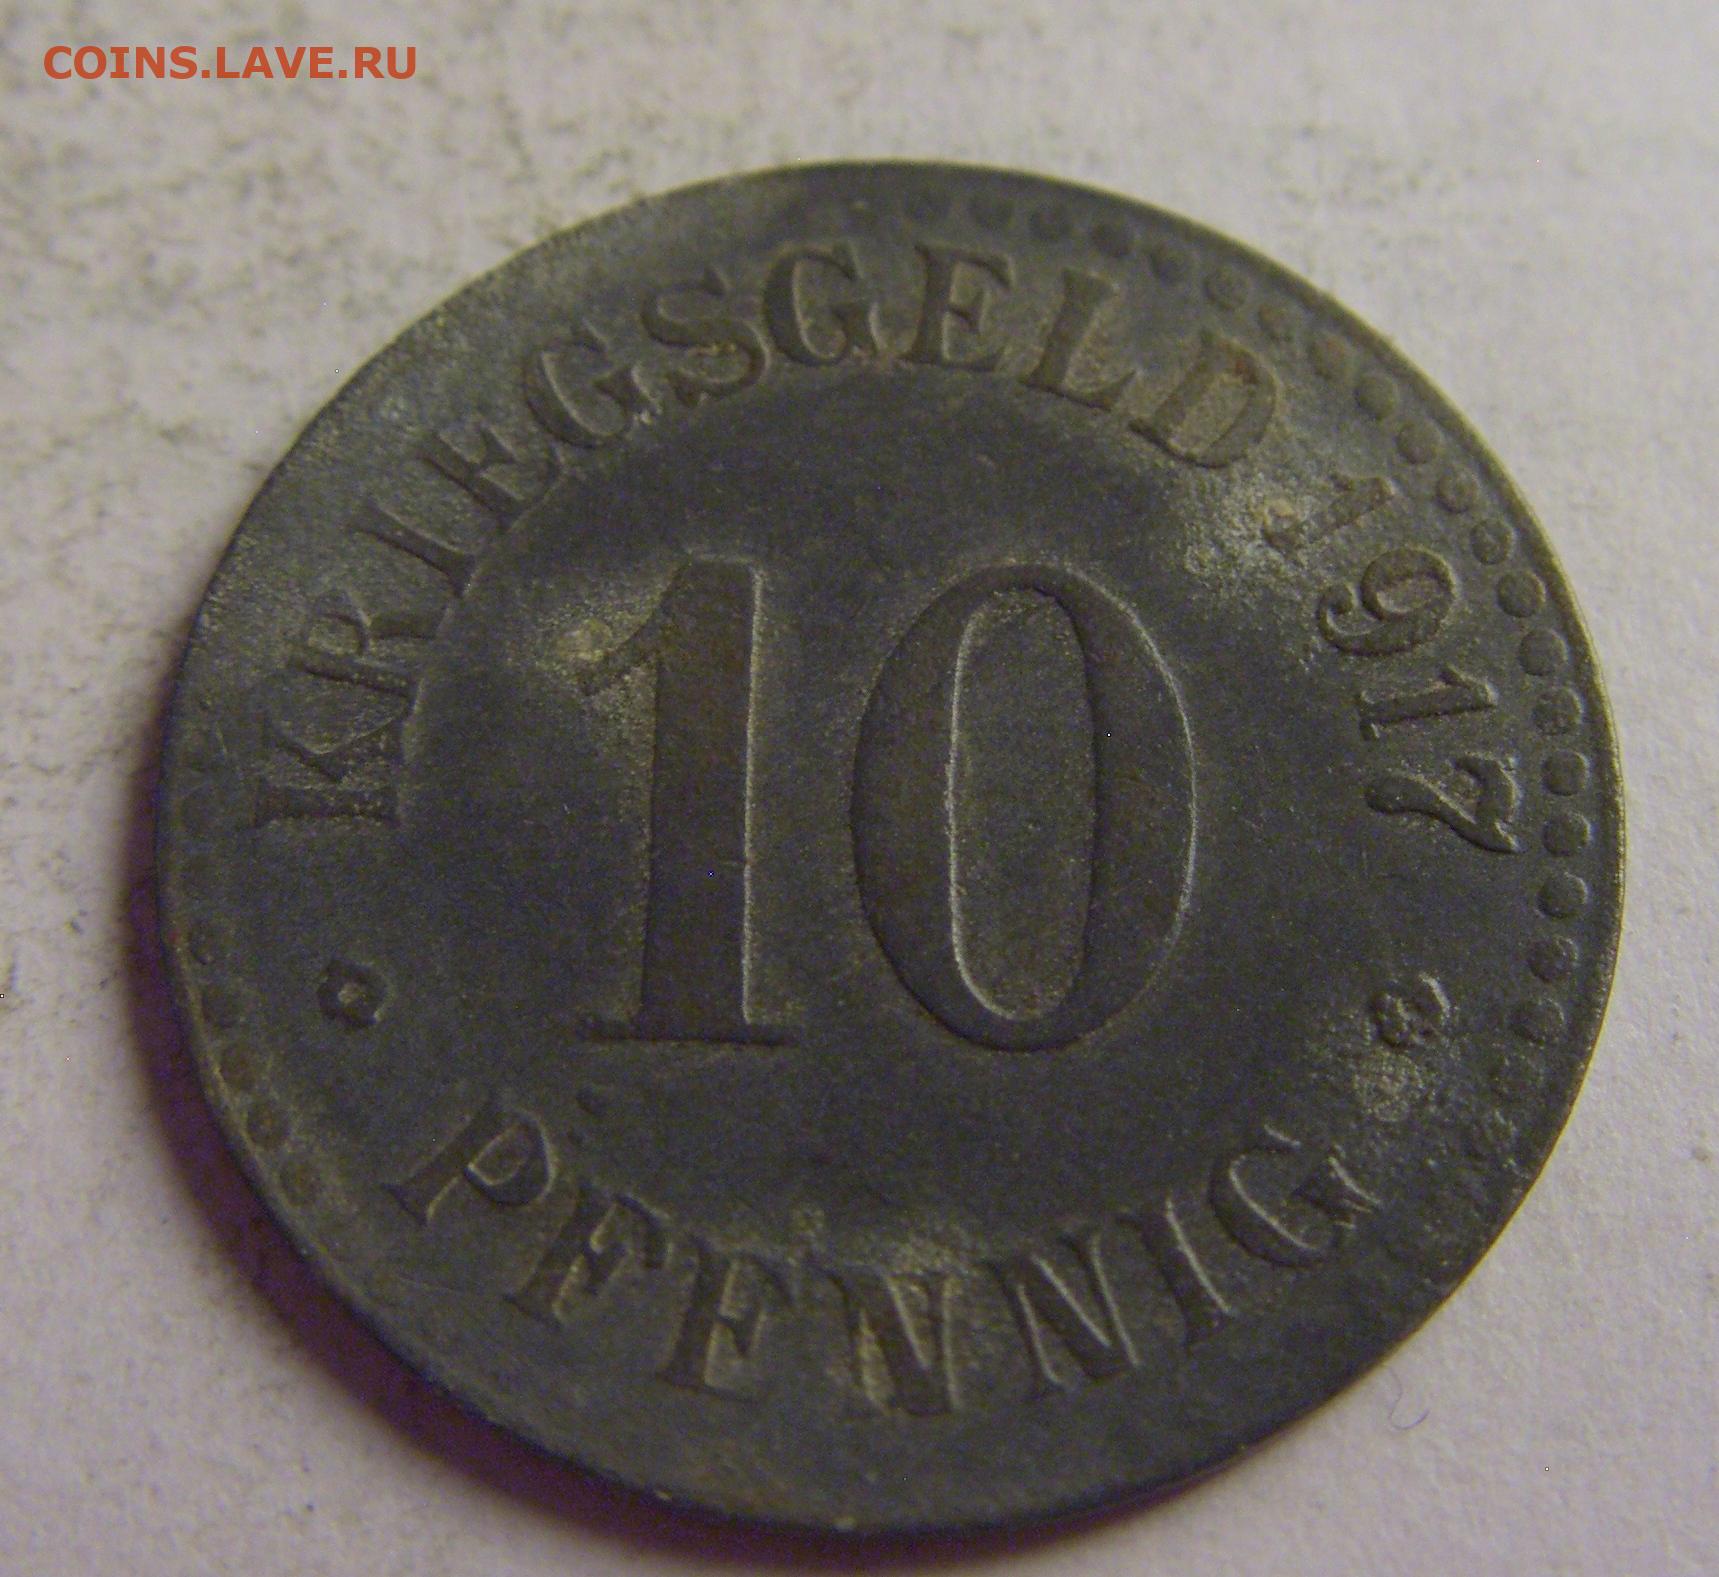 COINS.LAVE.RU
KRIEGSGELD 1917
10
PFENNIG